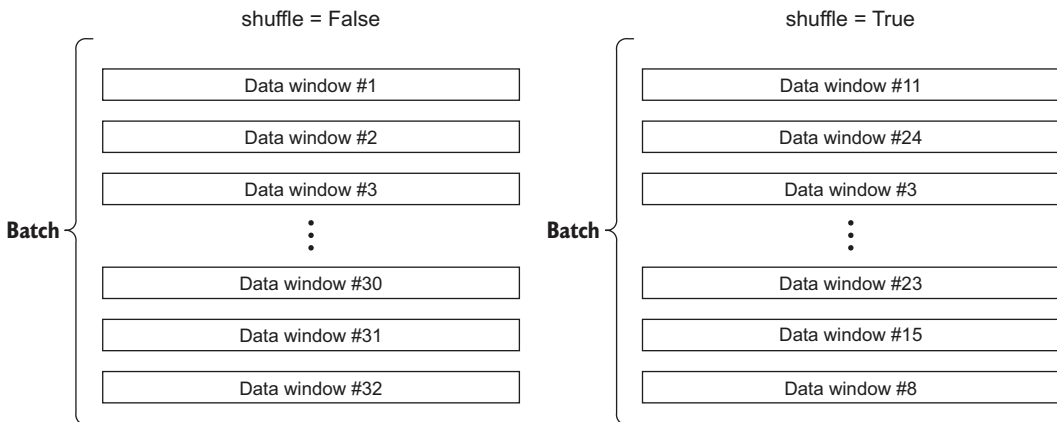 shuffle = False
Data window #1
Data window #2
Data window #3
Batch
Data window #30
Data window #31
Data window #32
shuffle = True
Data window #11
Data window #24
Data window #3
Batch
Data window #23
Data window #15
Data window #8